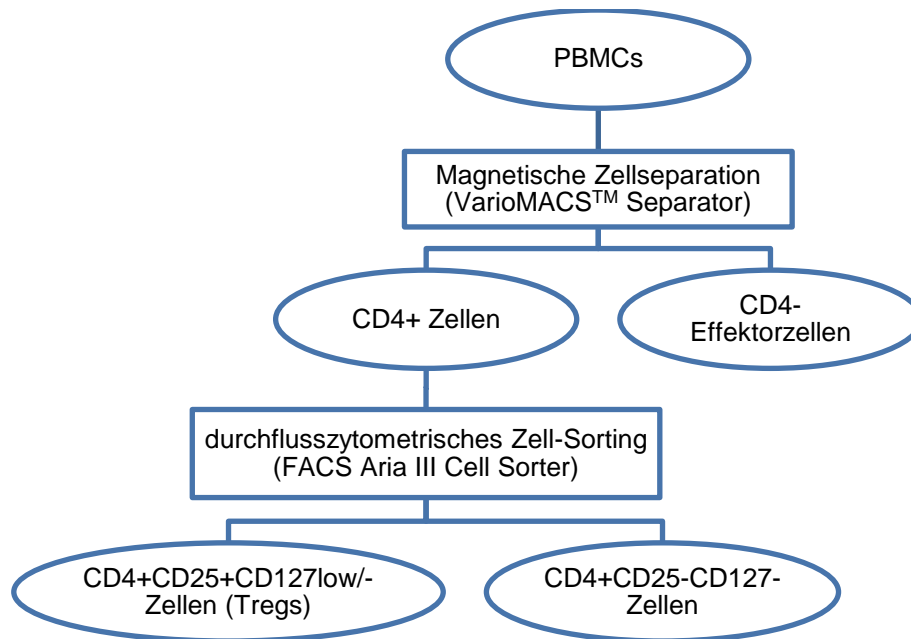 PBMCs
Magnetische Zellseparation
(VarioMACS™ Separator)
CD4+ Zellen
CD4-
Effektorzellen
durchflusszytometrisches Zell-Sorting
(FACS Aria III Cell Sorter)
CD4+CD25+CD127low/-
Zellen (Tregs)
CD4+CD25-CD127-
Zellen